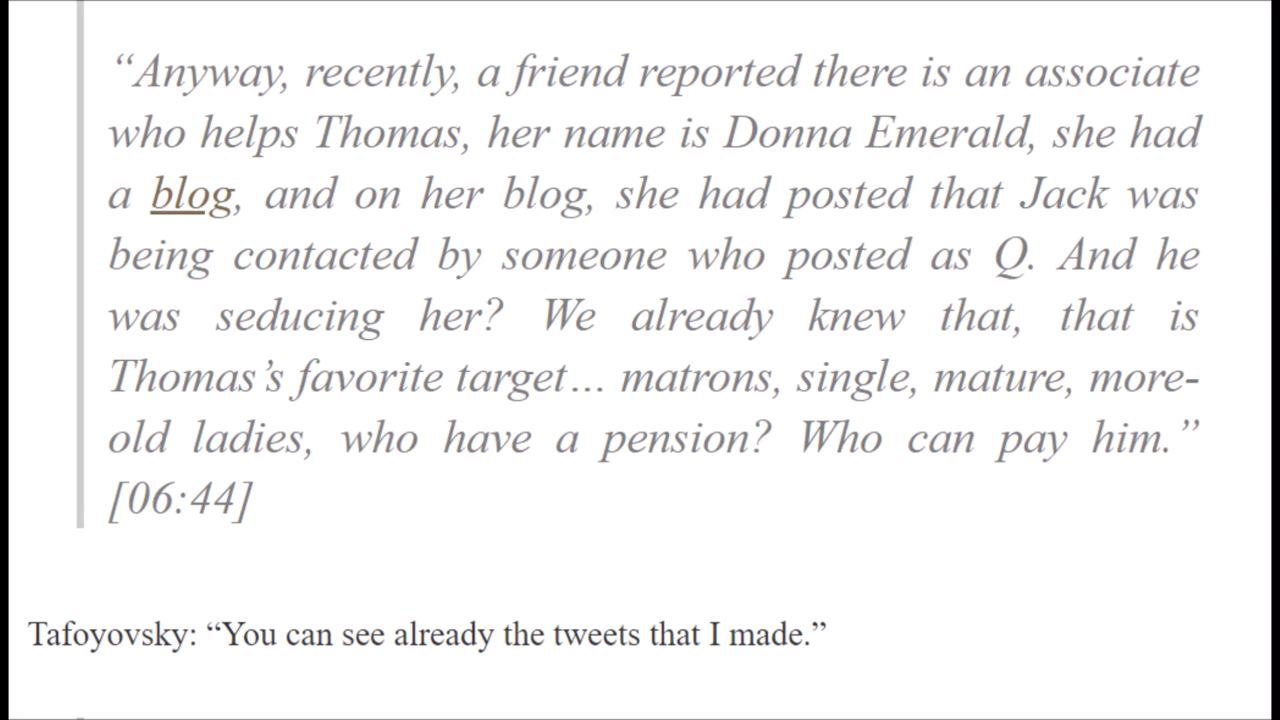 “Anyway, recently, a friend reported there is an associate
who helps Thomas, her name is Donna Emerald, she had
a blog, and on her blog, she had posted that Jack was
being contacted by someone who posted as Q. And he
was seducing her? We already knew that, that is
Thomas’s favorite target… matrons, single, mature, more-
old ladies, who have a pension? Who can pay him.”
[06:44]
Tafoyovsky: “You can see already the tweets that I made.”